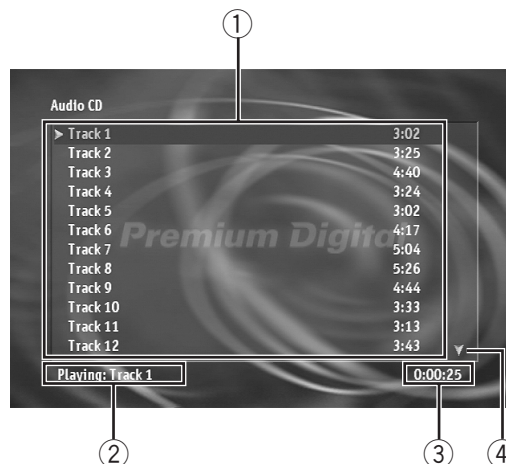 ①
Audio CD
Track 1 3:02
Track 2 3:25
Track 3 4:40
Track 4 3:24
Track 5 3:02
Track 6 4:17
Track 7 5:04
Track 8 5:26
Track 9 4:44
Track 10 3:33
Track 11 3:13
Track 12 3:43
Premium Digital
Playing: Track 1 0:00:25
② ③ ④